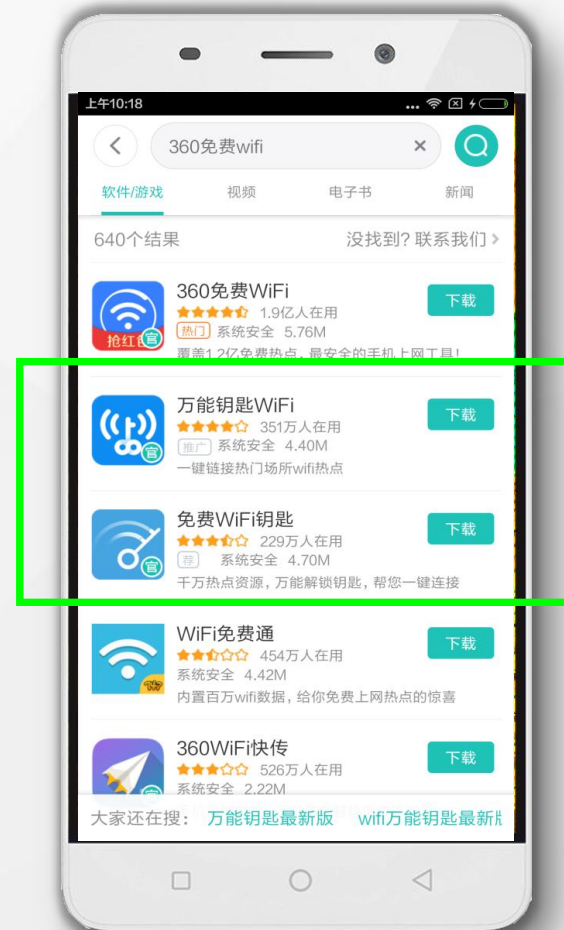 上午10:18
360免费wifi
软件/游戏 视频 电子书 新闻
640个结果 没找到? 联系我们
360免费WiFi
1.9亿人在用
下载
热门 系统安全 5.76M
覆盖1.2亿免费热点，最安全的手机上网工具！
抢红
官
万能钥匙WiFi
351万人在用
下载
推广 系统安全 4.40M
一键链接热门场所wifi热点
官
免费WiFi钥匙
229万人在用
下载
荐 系统安全 4.70M
千万热点资源，万能解锁钥匙，帮您一键连接
官
WiFi免费通
454万人在用
下载
系统安全 4.42M
内置百万wifi数据，给你免费上网热点的惊喜
360WiFi快传
526万人在用
下载
系统安全 2.22M
官
大家还在搜： 万能钥匙最新版 wifi万能钥匙最新